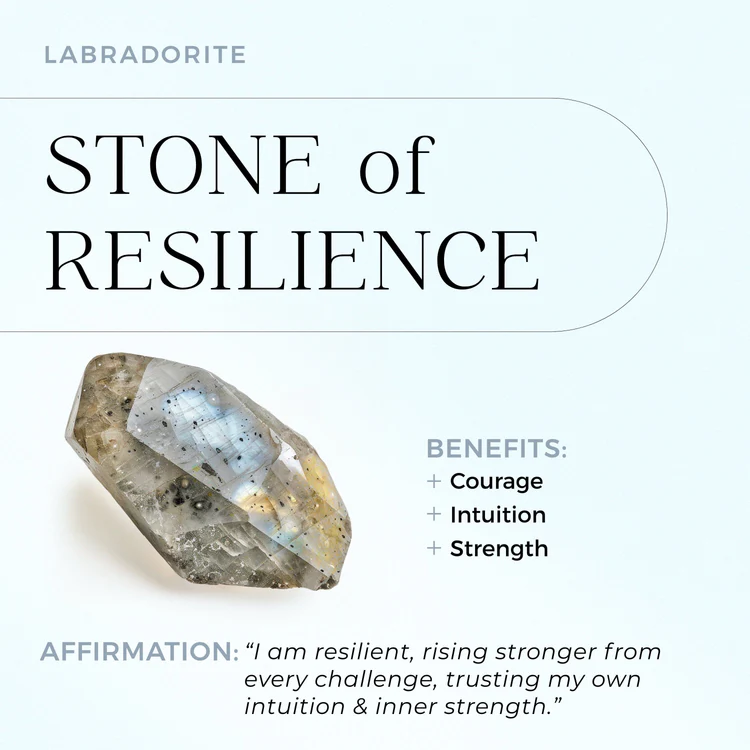 LABRADORITE
STONE of
RESILIENCE
BENEFITS:
+ Courage
+ Intuition
+ Strength
AFFIRMATION: “I am resilient, rising stronger from
every challenge, trusting my own
intuition & inner strength.”